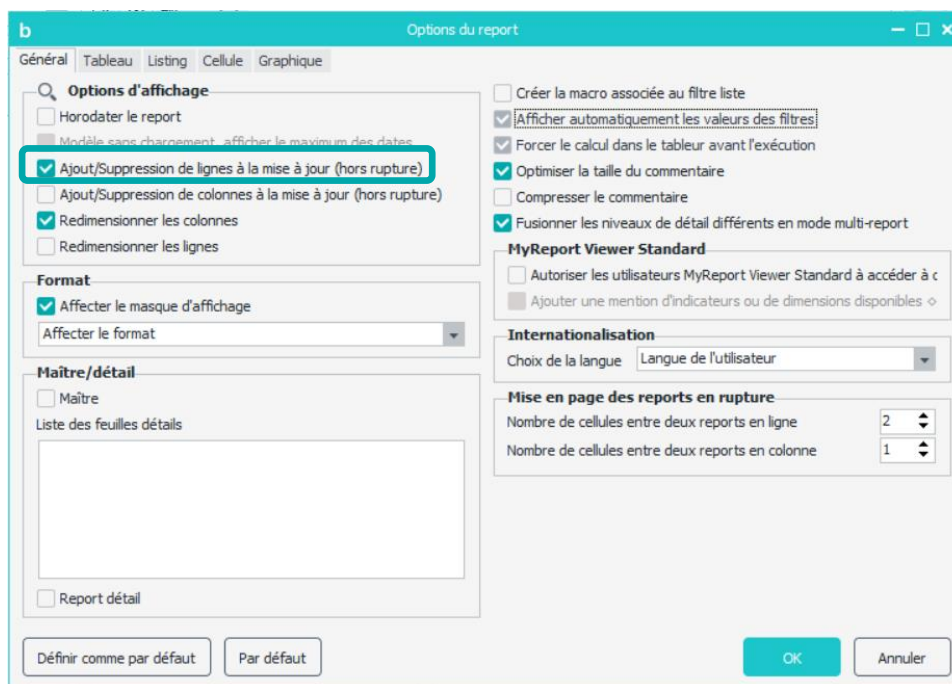 b
Options du report
Général
Tableau
Listing
Cellule
Graphique
Options d'affichage
Horodater le report
Modèle sans chargement, afficher le maximum des dates
Ajout/Suppression de lignes à la mise à jour (hors rupture)
Ajout/Suppression de colonnes à la mise à jour (hors rupture)
Redimensionner les colonnes
Redimensionner les lignes
Format
Affecter le masque d'affichage
Affecter le format
Maître/détail
Maître
Liste des feuilles détails
Report détail
Créer la macro associée au filtre liste
Afficher automatiquement les valeurs des filtres
Forcer le calcul dans le tableur avant l'exécution
Optimiser la taille du commentaire
Compresser le commentaire
Fusionner les niveaux de détail différents en mode multi-report
MyReport Viewer Standard
Autoriser les utilisateurs MyReport Viewer Standard à accéder à
Ajouter une mention d'indicateurs ou de dimensions disponibles
Internationalisation
Choix de la langue Langue de l'utilisateur
Mise en page des reports en rupture
Nombre de cellules entre deux reports en ligne 2
Nombre de cellules entre deux reports en colonne 1
Définir comme par défaut
Par défaut
OK
Annuler